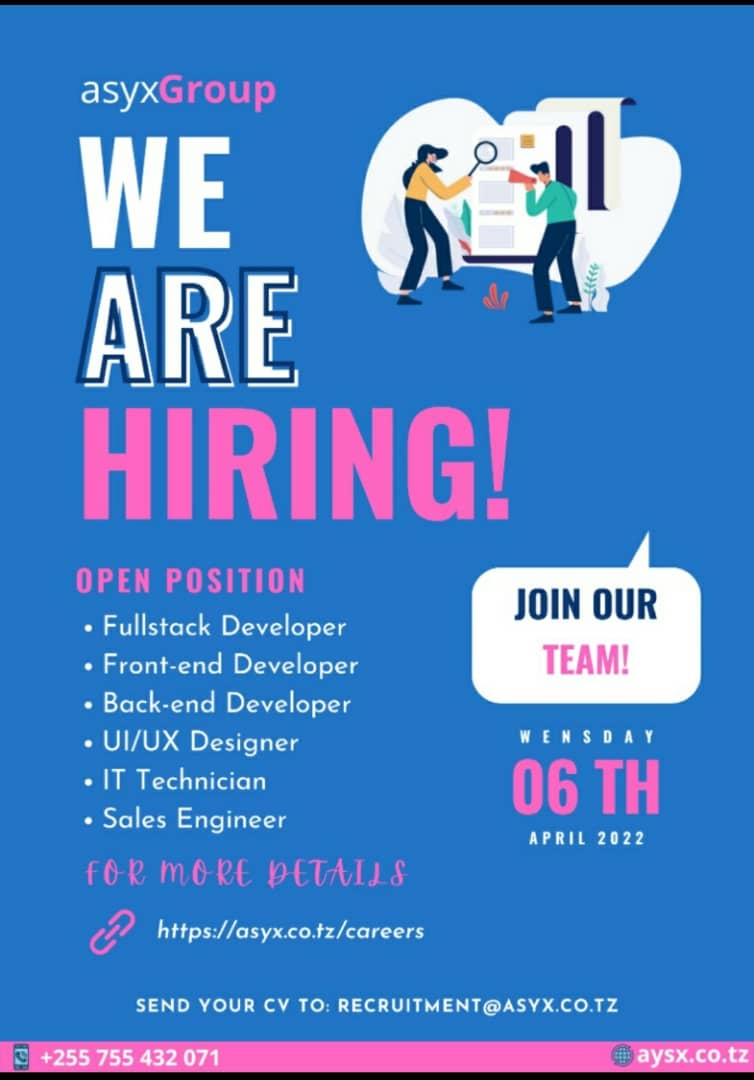 asyxGroup
WE
ARE
HIRING!
OPEN POSITION
• Fullstack Developer
• Front-end Developer
• Back-end Developer
• UI/UX Designer
• IT Technician
• Sales Engineer
JOIN OUR
TEAM!
WENSDAY
06 TH
APRIL 2022
FOR MORE DETAILS
https://asyx.co.tz/careers
SEND YOUR CV TO: RECRUITMENT@ASYX.CO.TZ
+255 755 432 071
aysx.co.tz